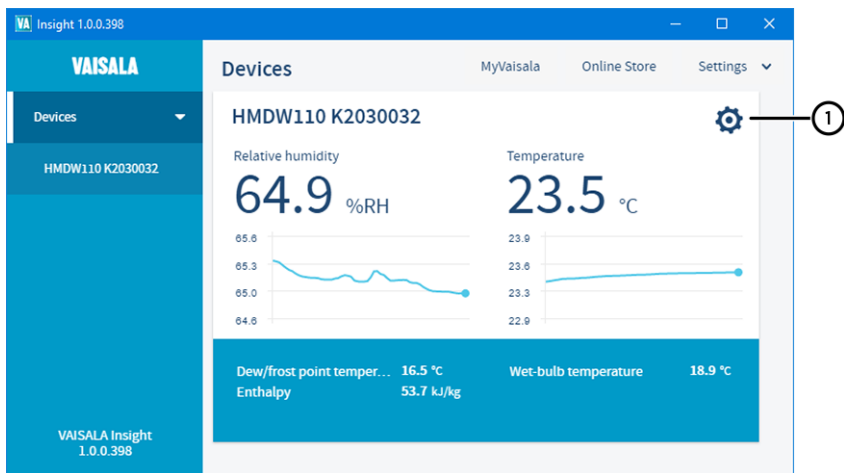 VA Insight 1.0.0.398
VAISALA
Devices
MyVaisala
Online Store
Settings
Devices
HMDW110 K2030032
HMDW110 K2030032
1
Relative humidity
64.9 %RH
65.6
65.3
65.0
64.6
Temperature
23.5 °C
23.9
23.6
23.3
22.9
Dew/frost point temper... 16.5 °C
Enthalpy 53.7 kJ/kg
Wet-bulb temperature 18.9 °C
VAISALA Insight
1.0.0.398